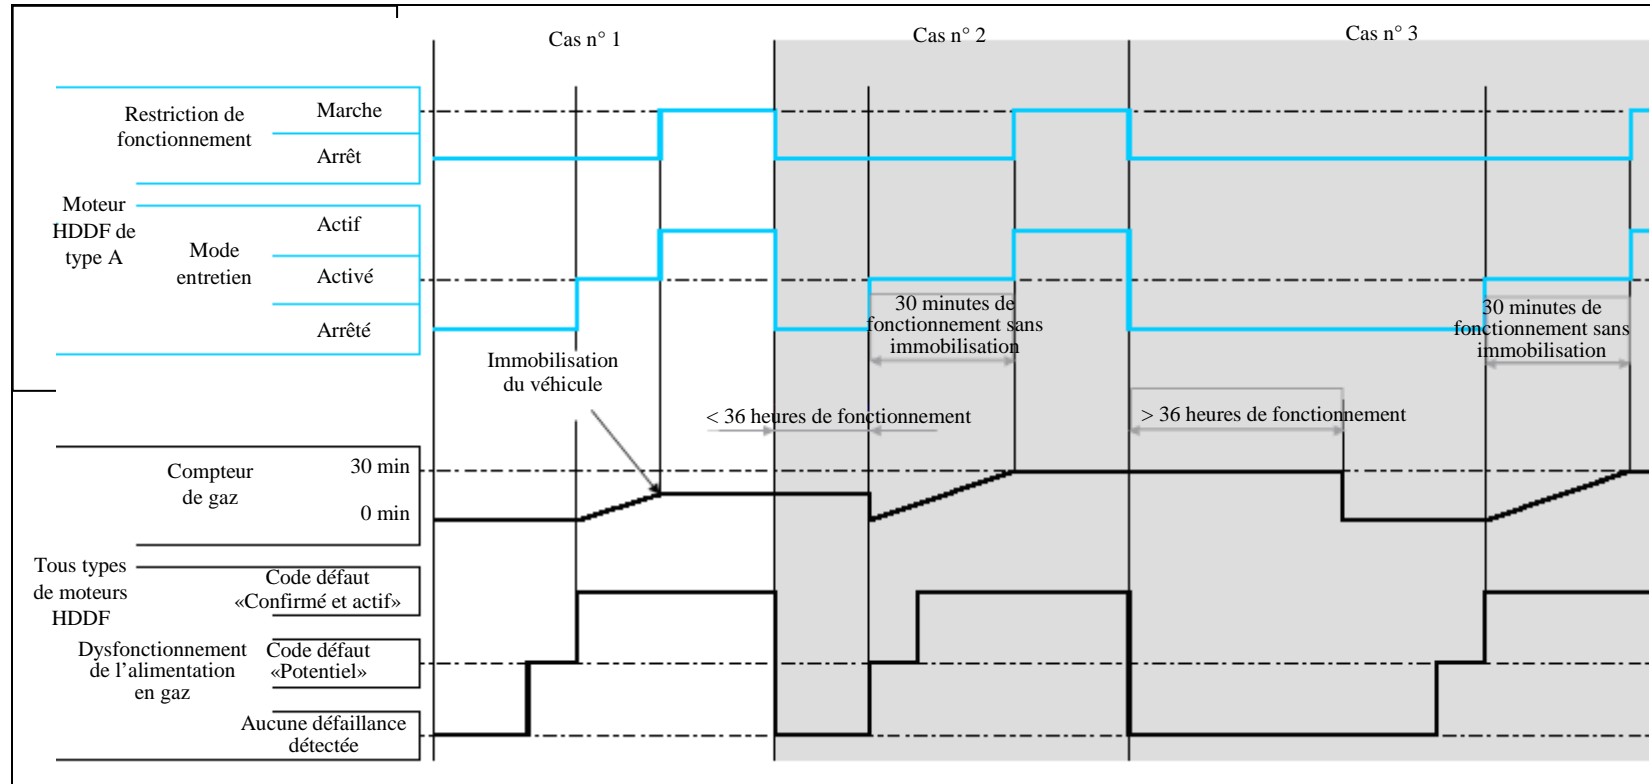 Cas n° 1
Cas n° 2
Cas n° 3
Restriction de
fonctionnement
Marche
Arrêt
Moteur
HDDF de
type A
Mode
entretien
Actif
Activé
Arrêté
30 minutes de
fonctionnement sans
immobilisation
30 minutes de
fonctionnement sans
immobilisation
Immobilisation
du véhicule
< 36 heures de fonctionnement
> 36 heures de fonctionnement
Compteur
de gaz
30 min
0 min
Tous types
de moteurs
HDDF
Dysfonctionnement
de l’alimentation
en gaz
Code défaut
«Confirmé et actif»
Code défaut
«Potentiel»
Aucune défaillance
détectée